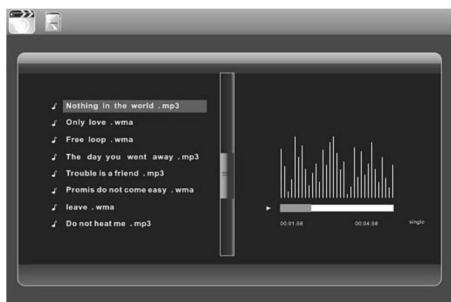 Nothing in the world .mp3
Only love .wma
Free loop .wma
The day you went away .mp3
Trouble is a friend .mp3
Promis do not come easy .wma
leave .wma
Do not heat me .mp3
00:01.58 00:04.58 single